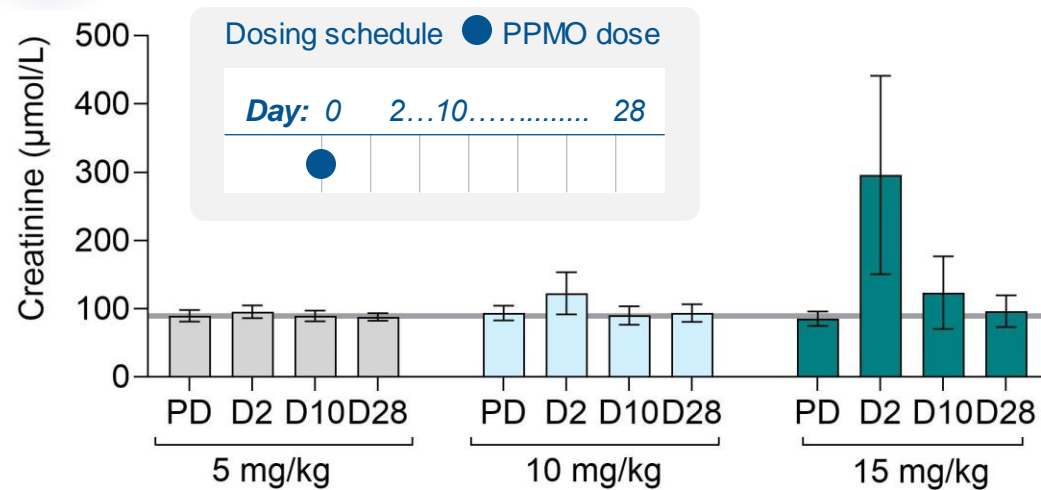 Creatinine (µmol/L)
500
400
300
200
100
0
Dosing schedule PPMO dose
Day: 0 2...10............... 28
PD D2 D10 D28 PD D2 D10 D28 PD D2 D10 D28
5 mg/kg 10 mg/kg 15 mg/kg